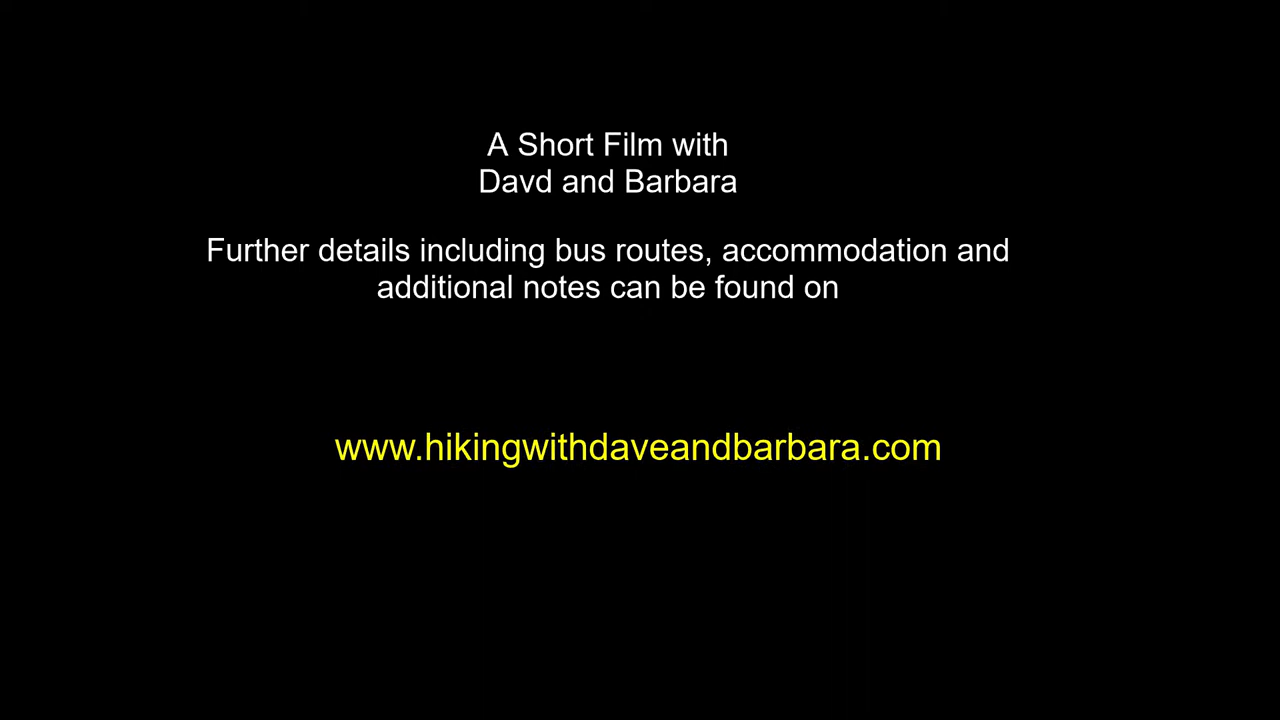 A Short Film with
Davd and Barbara
Further details including bus routes, accommodation and
additional notes can be found on
www.hikingwithdaveandbarbara.com